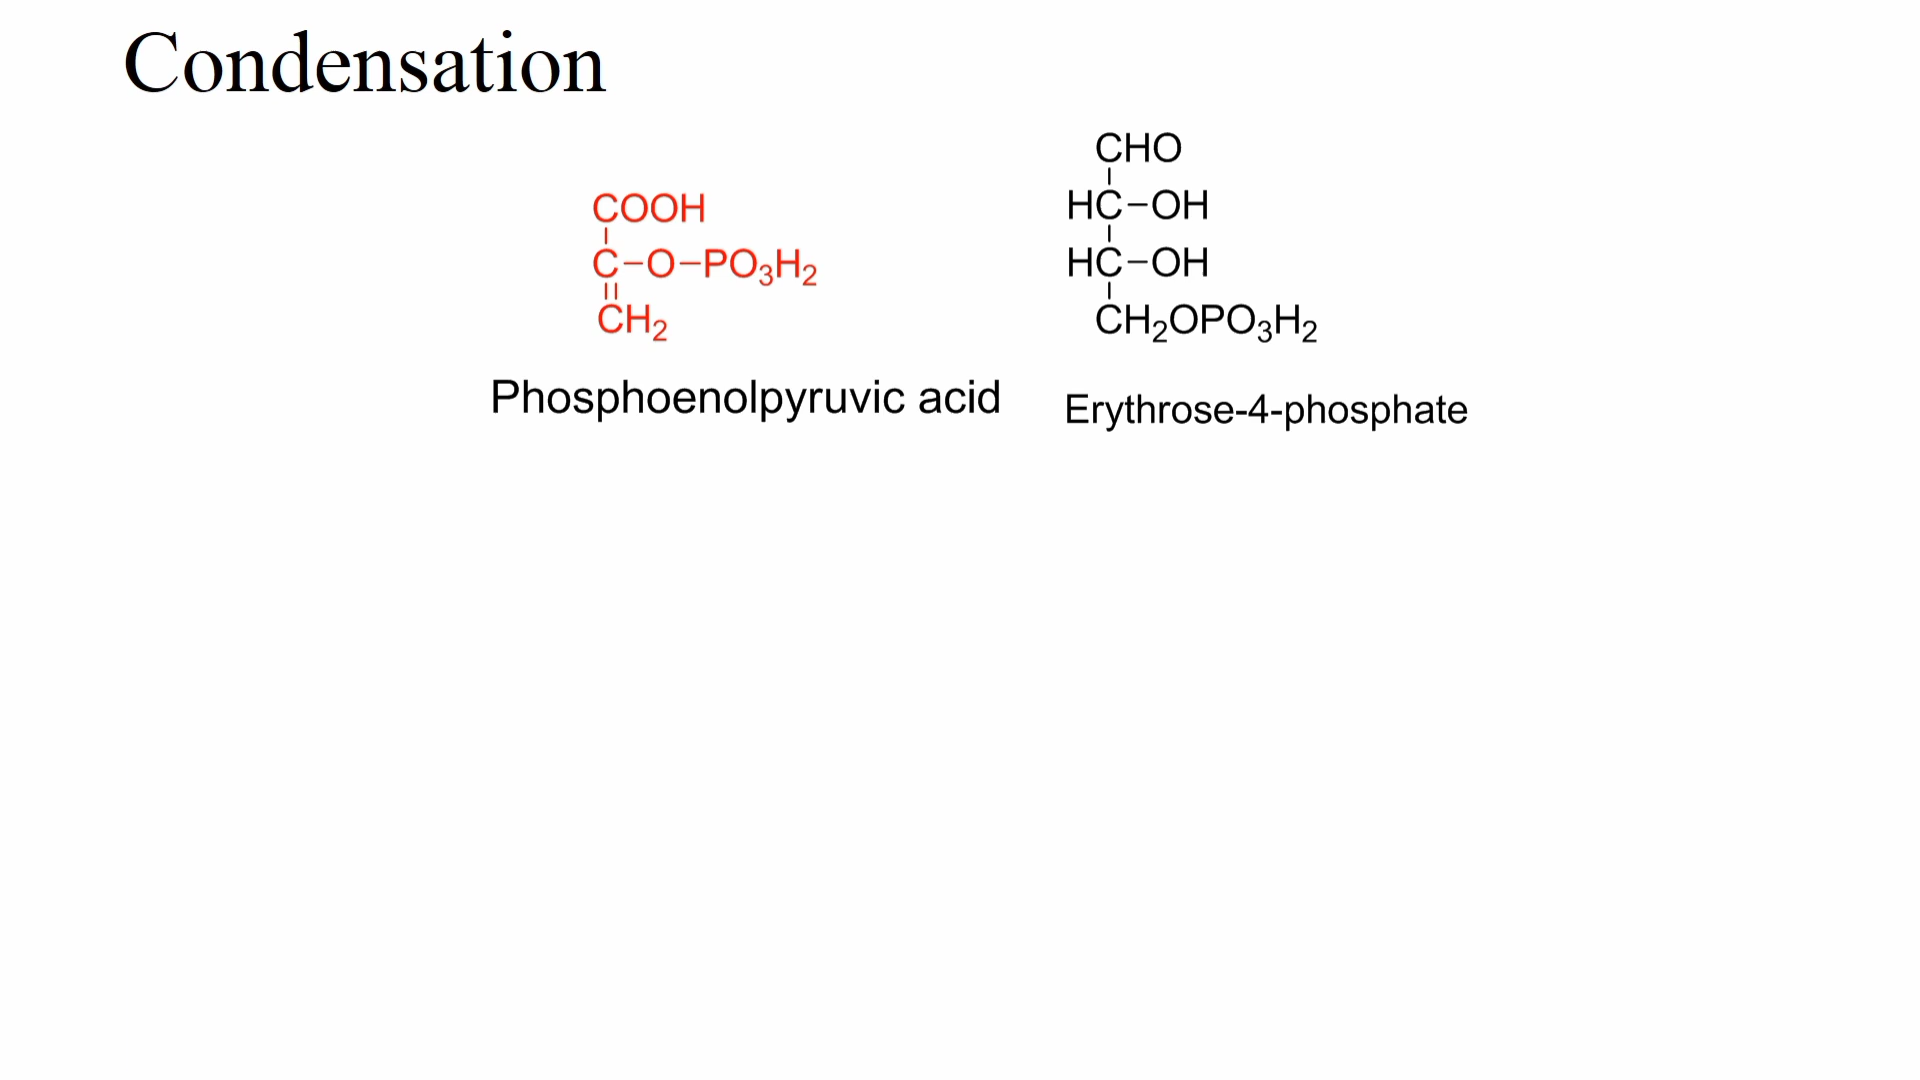 Condensation
COOH
C–O–PO₃H₂
CH₂
Phosphoenolpyruvic acid
CHO
HC–OH
HC–OH
CH₂OPO₃H₂
Erythrose-4-phosphate